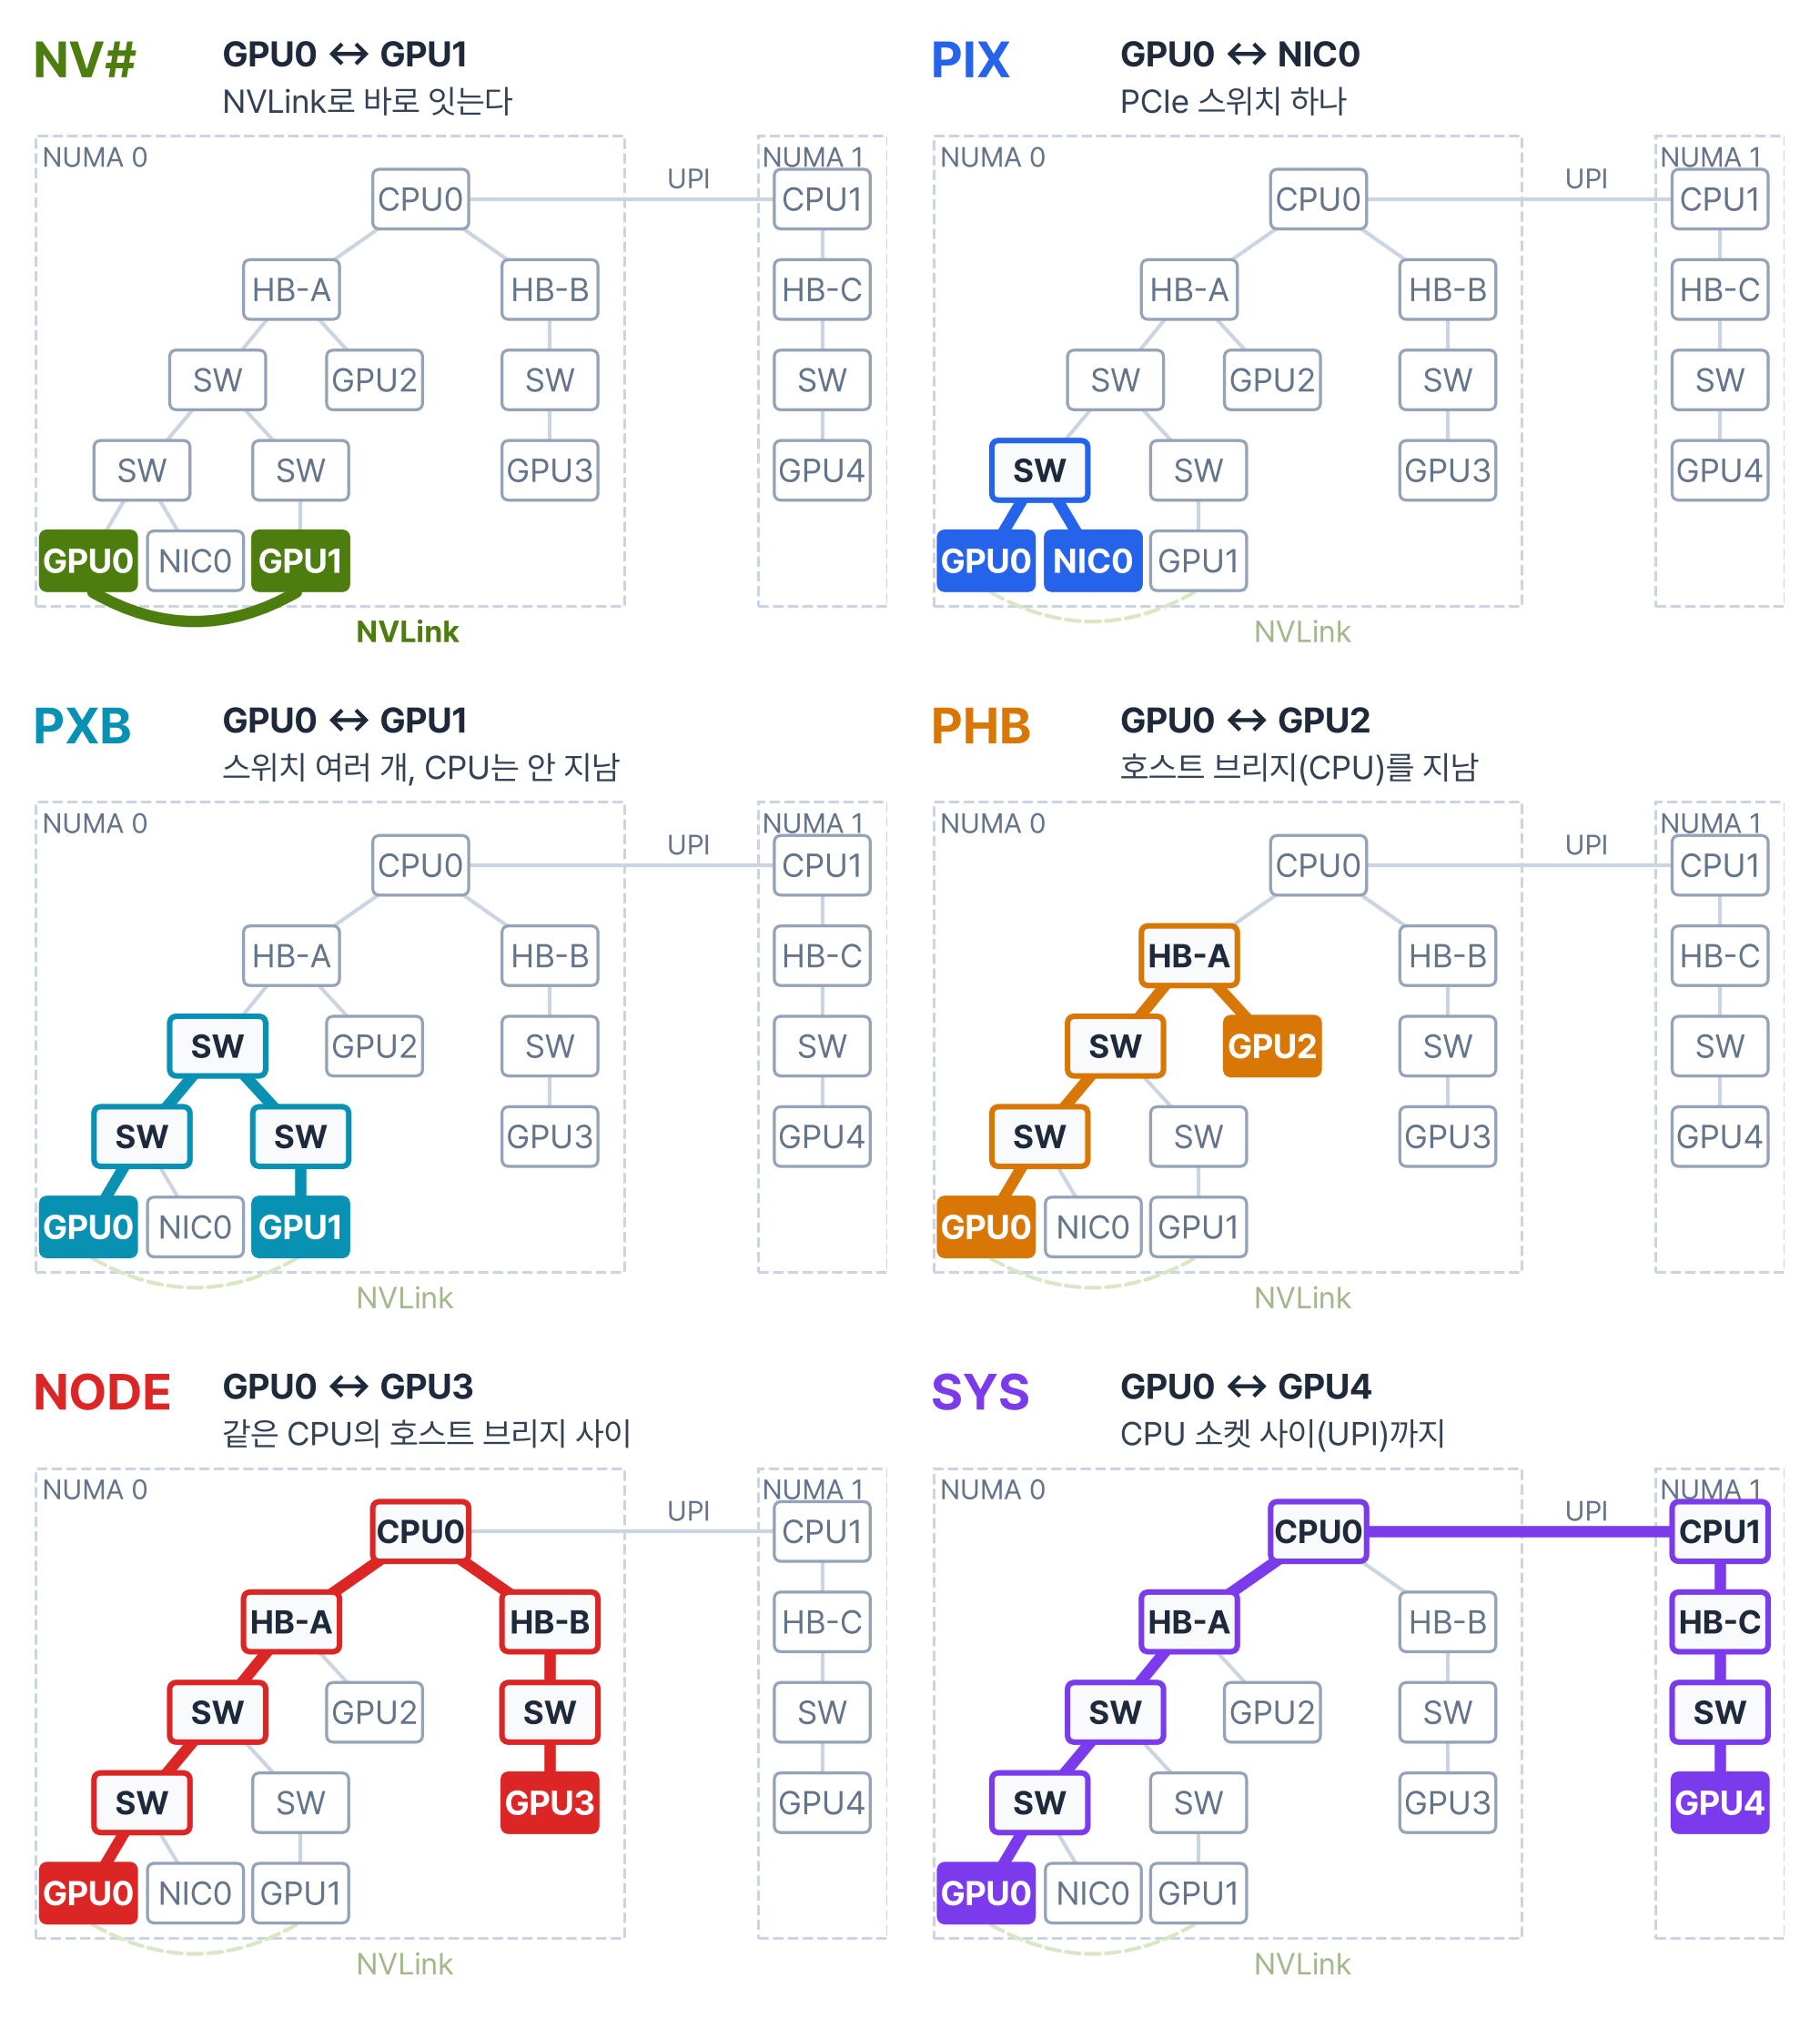 NV#
GPU0 ↔ GPU1
NVLink로 바로 잇는다
NUMA 0
NUMA 1
UPI
CPU0
CPU1
HB-A
HB-B
HB-C
SW
GPU2
SW
SW
SW
SW
GPU3
GPU4
GPU0
NIC0
GPU1
NVLink
PIX
GPU0 ↔ NIC0
PCIe 스위치 하나
NUMA 0
NUMA 1
UPI
CPU0
CPU1
HB-A
HB-B
HB-C
SW
GPU2
SW
SW
SW
SW
GPU3
GPU4
GPU0
NIC0
GPU1
NVLink
PXB
GPU0 ↔ GPU1
스위치 여러 개, CPU는 안 지남
NUMA 0
NUMA 1
UPI
CPU0
CPU1
HB-A
HB-B
HB-C
SW
GPU2
SW
SW
SW
SW
GPU3
GPU4
GPU0
NIC0
GPU1
NVLink
PHB
GPU0 ↔ GPU2
호스트 브리지(CPU)를 지남
NUMA 0
NUMA 1
UPI
CPU0
CPU1
HB-A
HB-B
HB-C
SW
GPU2
SW
SW
SW
SW
GPU3
GPU4
GPU0
NIC0
GPU1
NVLink
NODE
GPU0 ↔ GPU3
같은 CPU의 호스트 브리지 사이
NUMA 0
NUMA 1
UPI
CPU0
CPU1
HB-A
HB-B
HB-C
SW
GPU2
SW
SW
SW
SW
GPU3
GPU4
GPU0
NIC0
GPU1
NVLink
SYS
GPU0 ↔ GPU4
CPU 소켓 사이(UPI)까지
NUMA 0
NUMA 1
UPI
CPU0
CPU1
HB-A
HB-B
HB-C
SW
GPU2
SW
SW
SW
SW
GPU3
GPU4
GPU0
NIC0
GPU1
NVLink